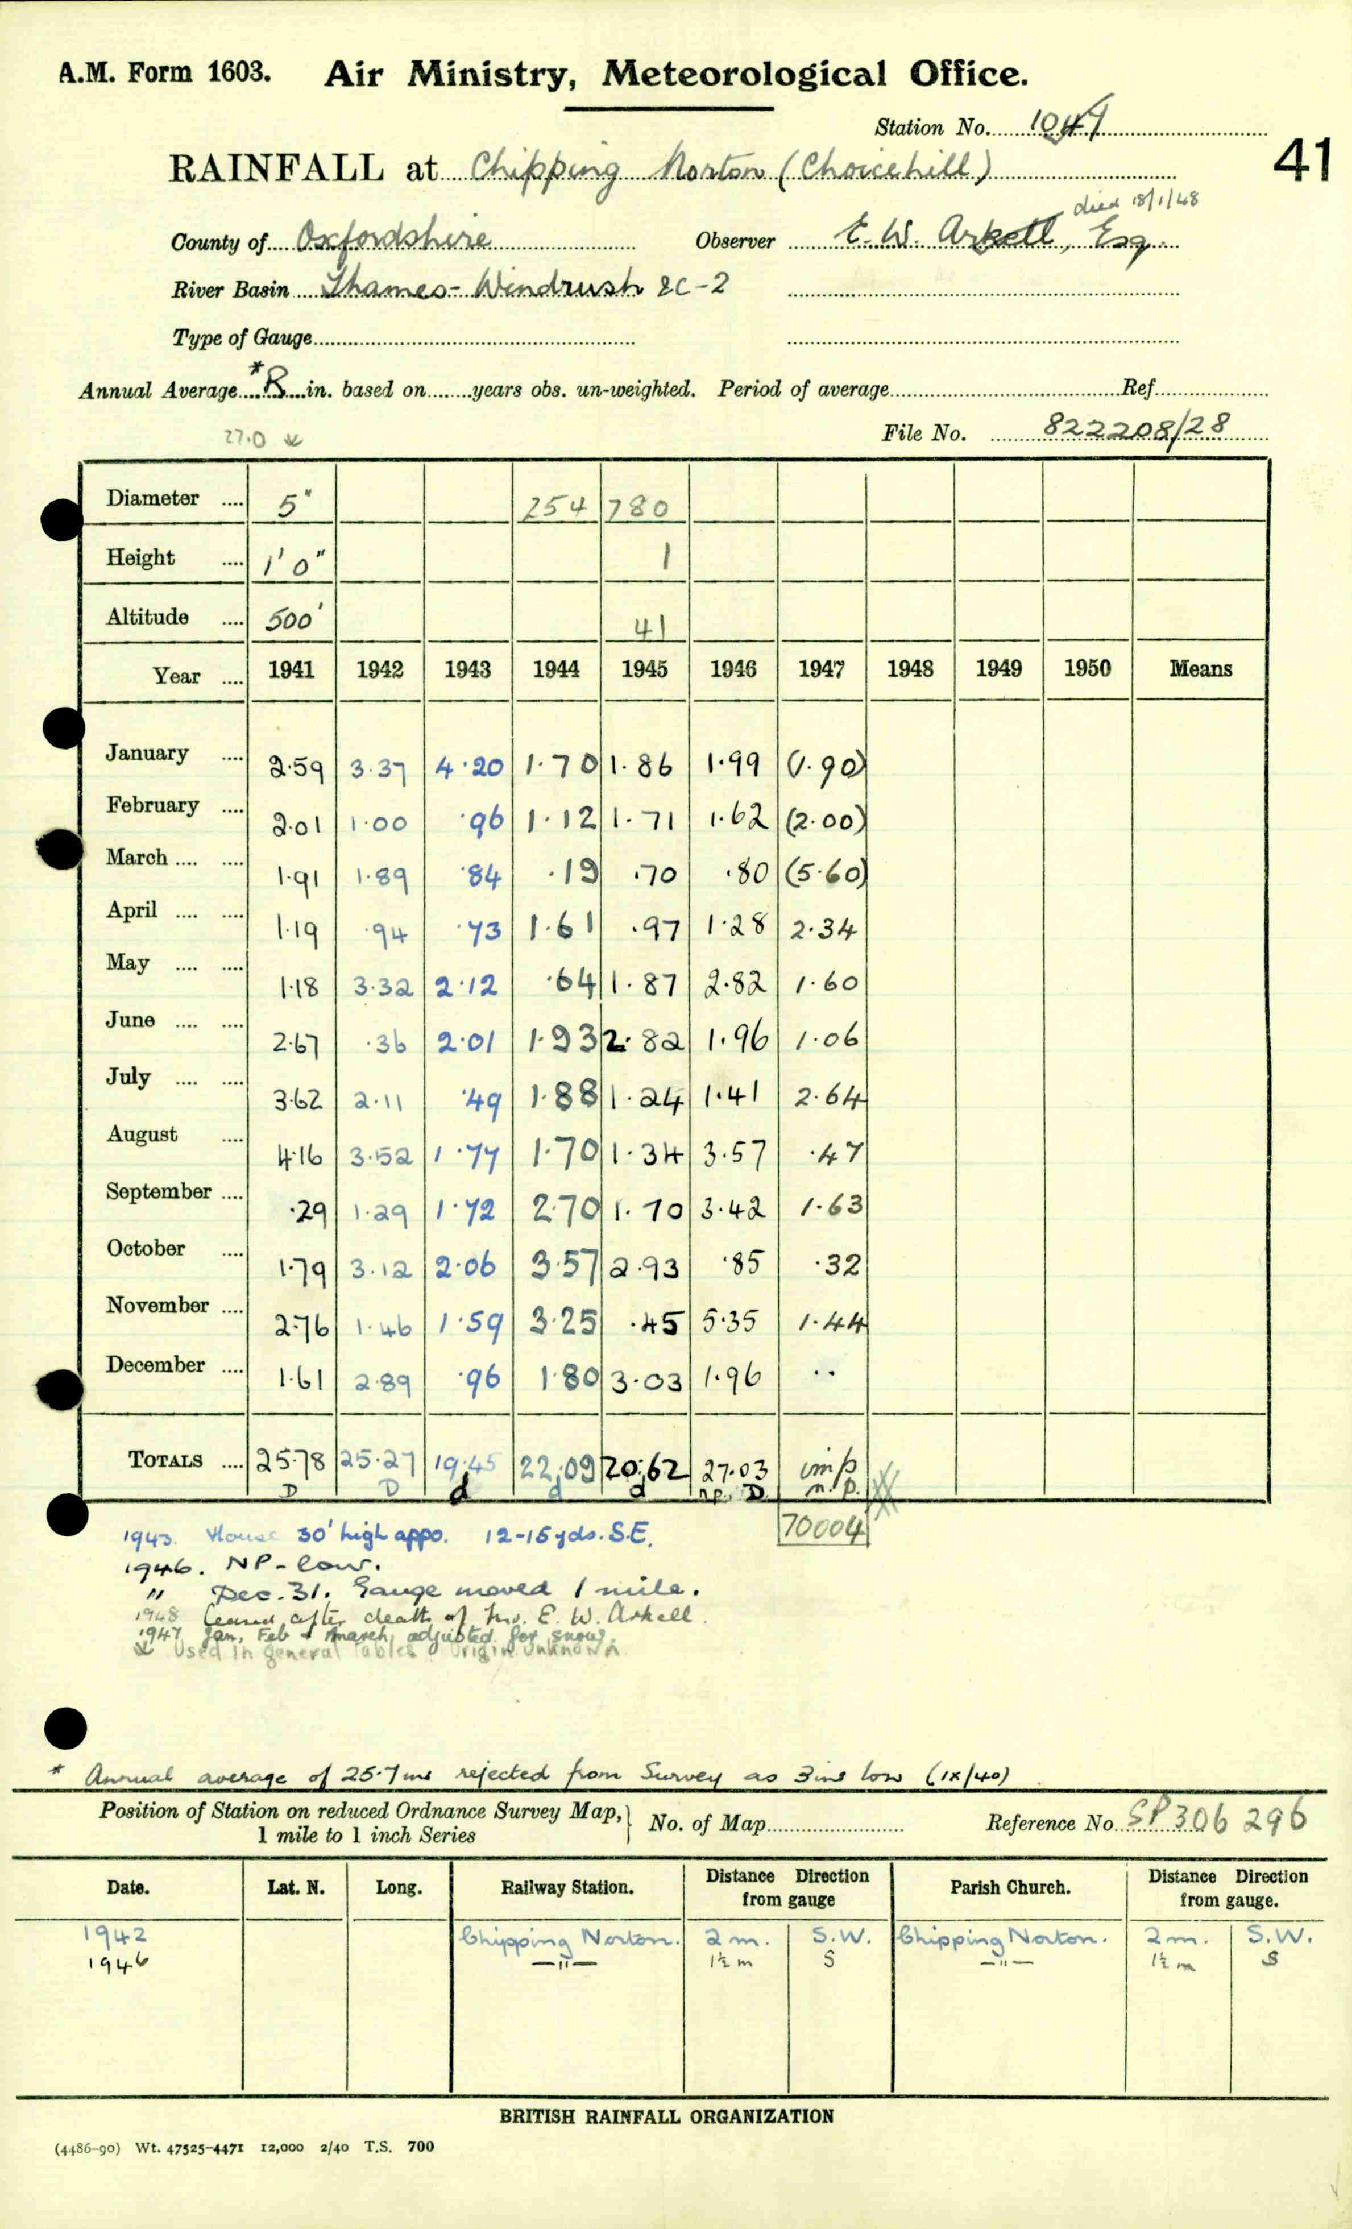 A.M. Form 1603. Air Ministry, Meteorological Office.
Station No. 1049
41
RAINFALL at Chipping Norton (Choicehill)
died 18/1/48
County of Oxfordshire Observer E. W. Arkell, Esq.
River Basin Thames - Windrush 8C-2
Type of Gauge
Annual Average *R in. based on years obs. un-weighted. Period of average Ref
27.0
File No. 822208/28
Diameter 5" 254 780
Height 1' 0" 1
Altitude 500' 41
Year 1941 1942 1943 1944 1945 1946 1947 1948 1949 1950 Means
January 2.59 3.37 4.20 1.70 1.86 1.99 (1.90)
February 2.01 1.00 .96 1.12 1.71 1.62 (2.00)
March 1.91 1.89 .84 .19 .70 .80 (5.60)
April 1.19 .94 .73 1.61 .97 1.28 2.34
May 1.18 3.32 2.12 .64 1.87 2.82 1.60
June 2.67 .36 2.01 1.93 2.82 1.96 1.06
July 3.62 2.11 .49 1.88 1.24 1.41 2.64
August 4.16 3.52 1.77 1.70 1.34 3.57 .47
September .29 1.29 1.72 2.70 1.70 3.42 1.63
October 1.79 3.12 2.06 3.57 2.93 .85 .32
November 2.76 1.46 1.59 3.25 .45 5.35 1.44
December 1.61 2.89 .96 1.80 3.03 1.96 ..
TOTALS 25.78 25.27 19.45 22.09 20.62 27.03 imp
D D d d d n.p. D n.p.
70004
1943. House 30' high appo. 12-15 yds. S.E.
1946. NP - low.
" Dec. 31. Gauge moved 1 mile.
1948 Ceased after death of Mr. E. W. Arkell.
1947 Jan, Feb & March, adjusted for snow.
Used in general Tables. Origin Unknown
* Annual average of 25.7 ins rejected from Survey as 3 ins low (IX/40)
Position of Station on reduced Ordnance Survey Map, 1 mile to 1 inch Series No. of Map Reference No SP 306 296
Date. Lat. N. Long. Railway Station. Distance Direction from gauge Parish Church. Distance Direction from gauge.
1942 Chipping Norton. 2 m. S.W. Chipping Norton. 2 m. S.W.
1946 —"— 1½ m S —"— 1½ m S
BRITISH RAINFALL ORGANIZATION
(4486-90) Wt. 47525-4471 12,000 2/40 T.S. 700